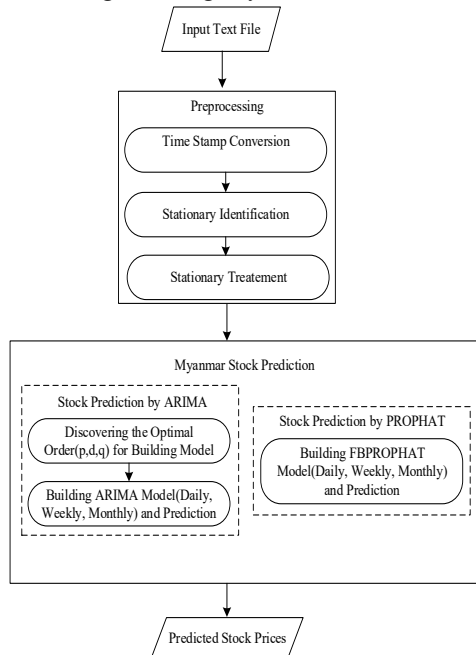 Input Text File
Preprocessing
Time Stamp Conversion
Stationary Identification
Stationary Treatement
Myanmar Stock Prediction
Stock Prediction by ARIMA
Discovering the Optimal
Order(p,d,q) for Building Model
Building ARIMA Model(Daily,
Weekly, Monthly) and Prediction
Stock Prediction by PROPHAT
Building FBPROPHAT
Model(Daily, Weekly, Monthly)
and Prediction
Predicted Stock Prices